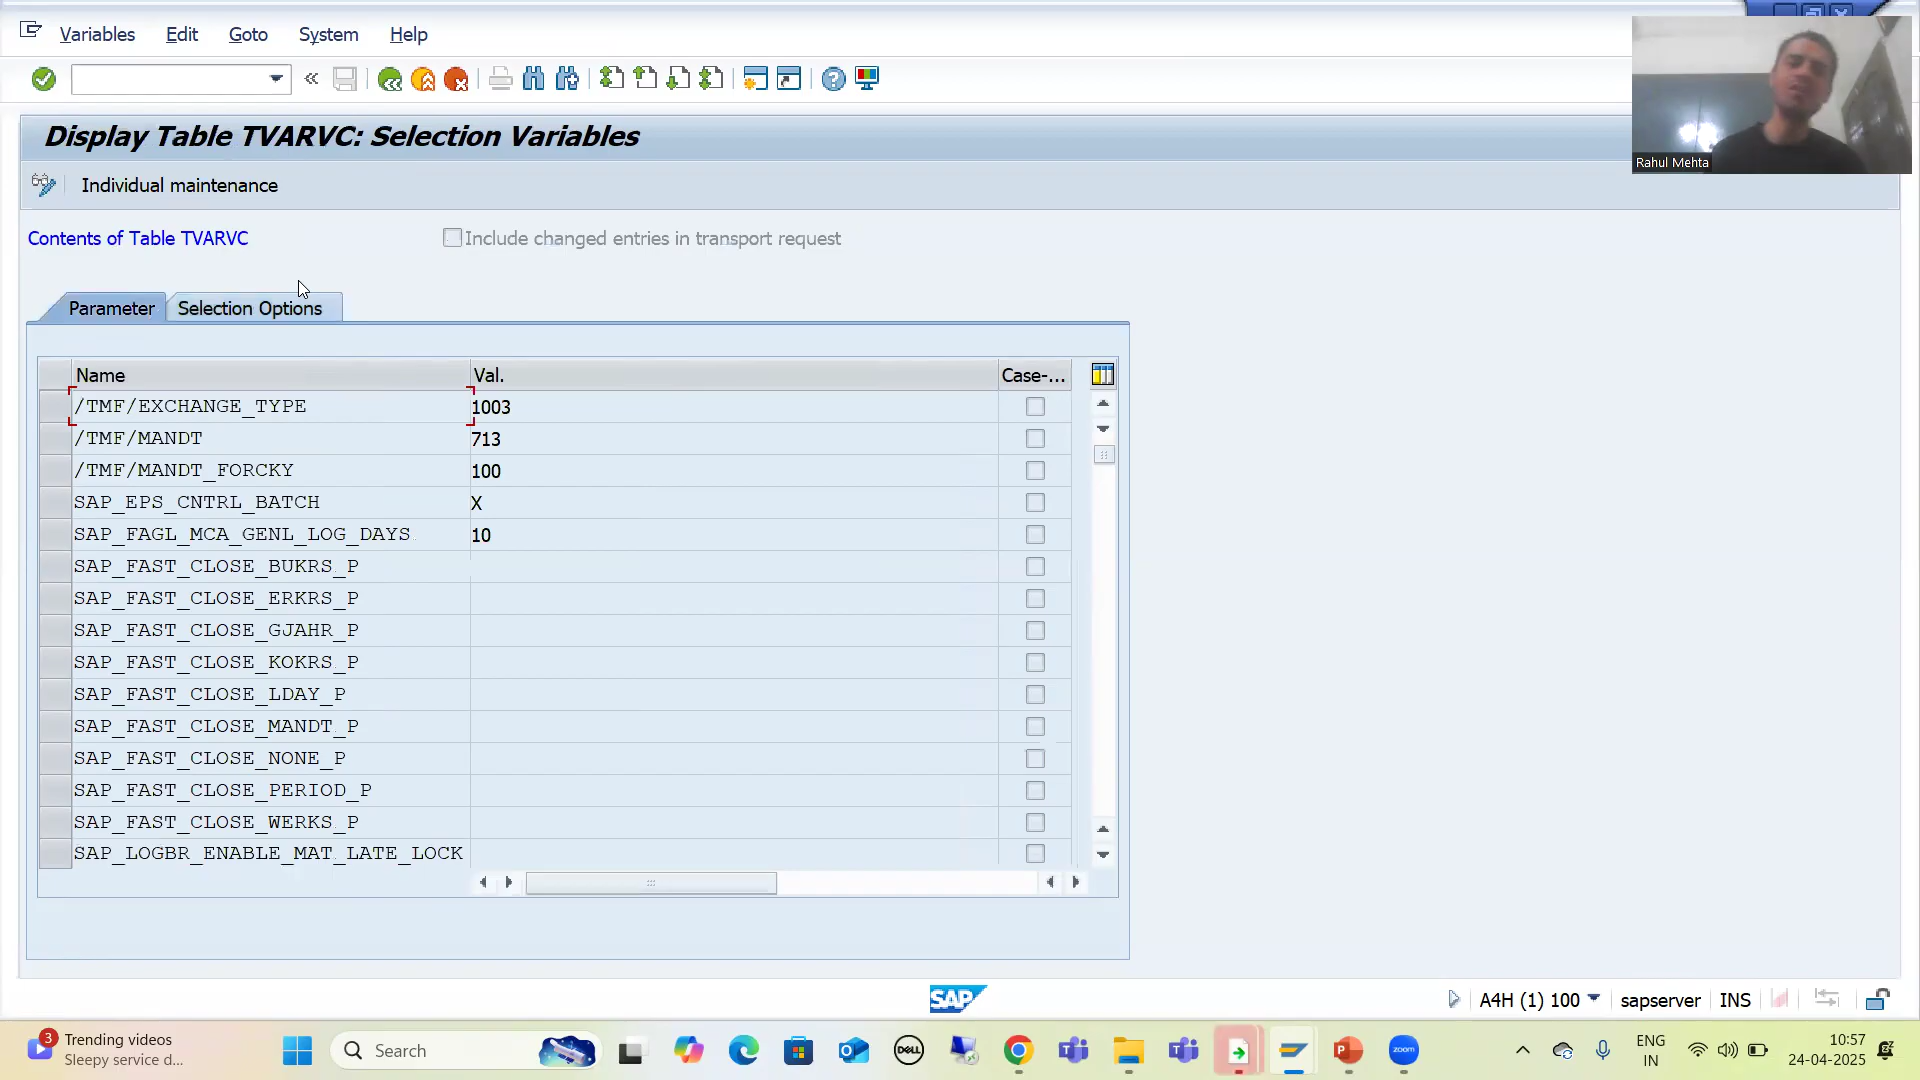 Variables Edit Goto System Help
Display Table TVARVC: Selection Variables
Rahul Mehta
Individual maintenance
Contents of Table TVARVC
Include changed entries in transport request
Parameter Selection Options
Name Val. Case-...
/TMF/EXCHANGE_TYPE 1003
/TMF/MANDT 713
/TMF/MANDT_FORCKY 100
SAP_EPS_CNTRL_BATCH X
SAP_FAGL_MCA_GENL_LOG_DAYS 10
SAP_FAST_CLOSE_BUKRS_P
SAP_FAST_CLOSE_ERKRS_P
SAP_FAST_CLOSE_GJAHR_P
SAP_FAST_CLOSE_KOKRS_P
SAP_FAST_CLOSE_LDAY_P
SAP_FAST_CLOSE_MANDT_P
SAP_FAST_CLOSE_NONE_P
SAP_FAST_CLOSE_PERIOD_P
SAP_FAST_CLOSE_WERKS_P
SAP_LOGBR_ENABLE_MAT_LATE_LOCK
SAP
A4H (1) 100 sapserver INS
3
Trending videos
Sleepy service d...
Search
DELL
zoom
ENG
IN
10:57
24-04-2025